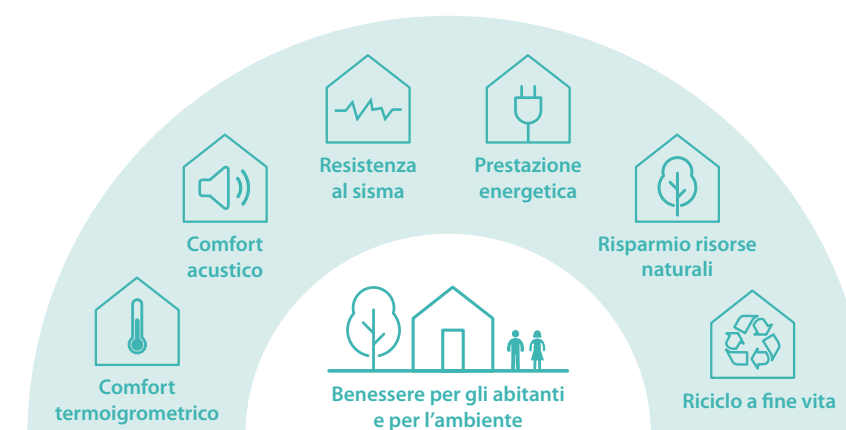 Resistenza
al sisma
Prestazione
energetica
Comfort
acustico
Risparmio risorse
naturali
Comfort
termoigrometrico
Benessere per gli abitanti
e per l'ambiente
Riciclo a fine vita